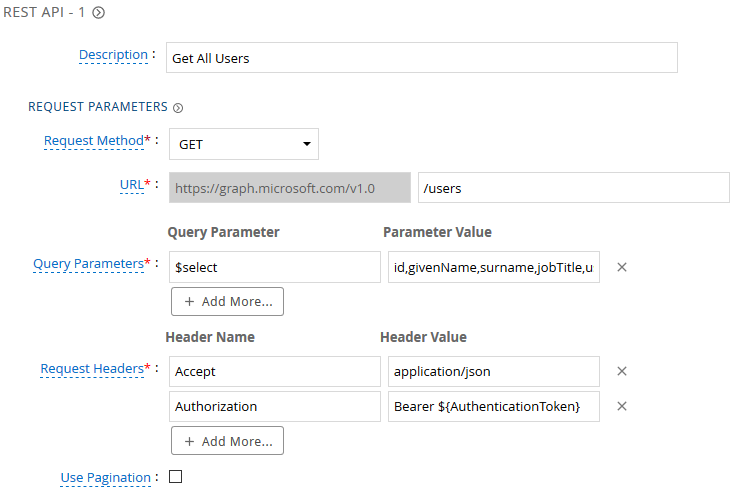 REST API - 1
Description : Get All Users
REQUEST PARAMETERS
Request Method* : GET
URL* : https://graph.microsoft.com/v1.0 /users
Query Parameter Parameter Value
Query Parameters* : $select id,givenName,surname,jobTitle,u
+ Add More...
Header Name Header Value
Request Headers* : Accept application/json
Authorization Bearer ${AuthenticationToken}
+ Add More...
Use Pagination :